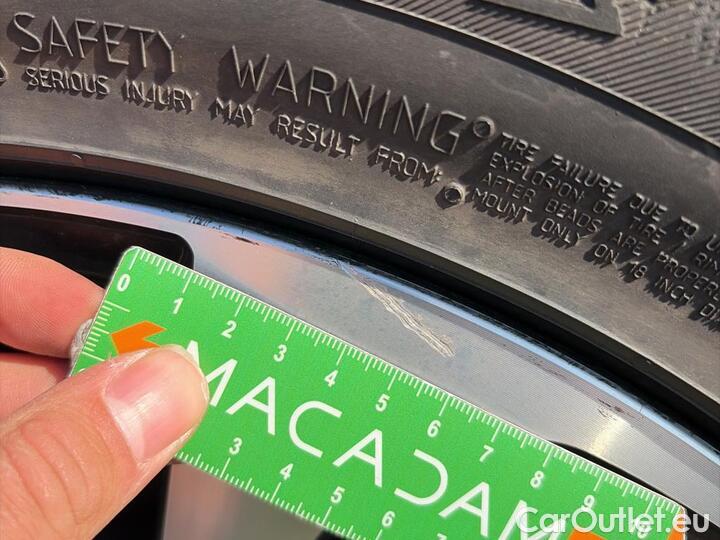 SAFETY WARNING
SERIOUS INJURY MAY RESULT FROM:
TIRE FAILURE DUE TO
EXPLOSION OF TIRE /
AFTER BEADS ARE
MOUNT ONLY ON 18 INCH
0 1 2 3 4 5 6 7 8 9 10
MACADAM
3 4 5 6 7
CarOutlet.eu